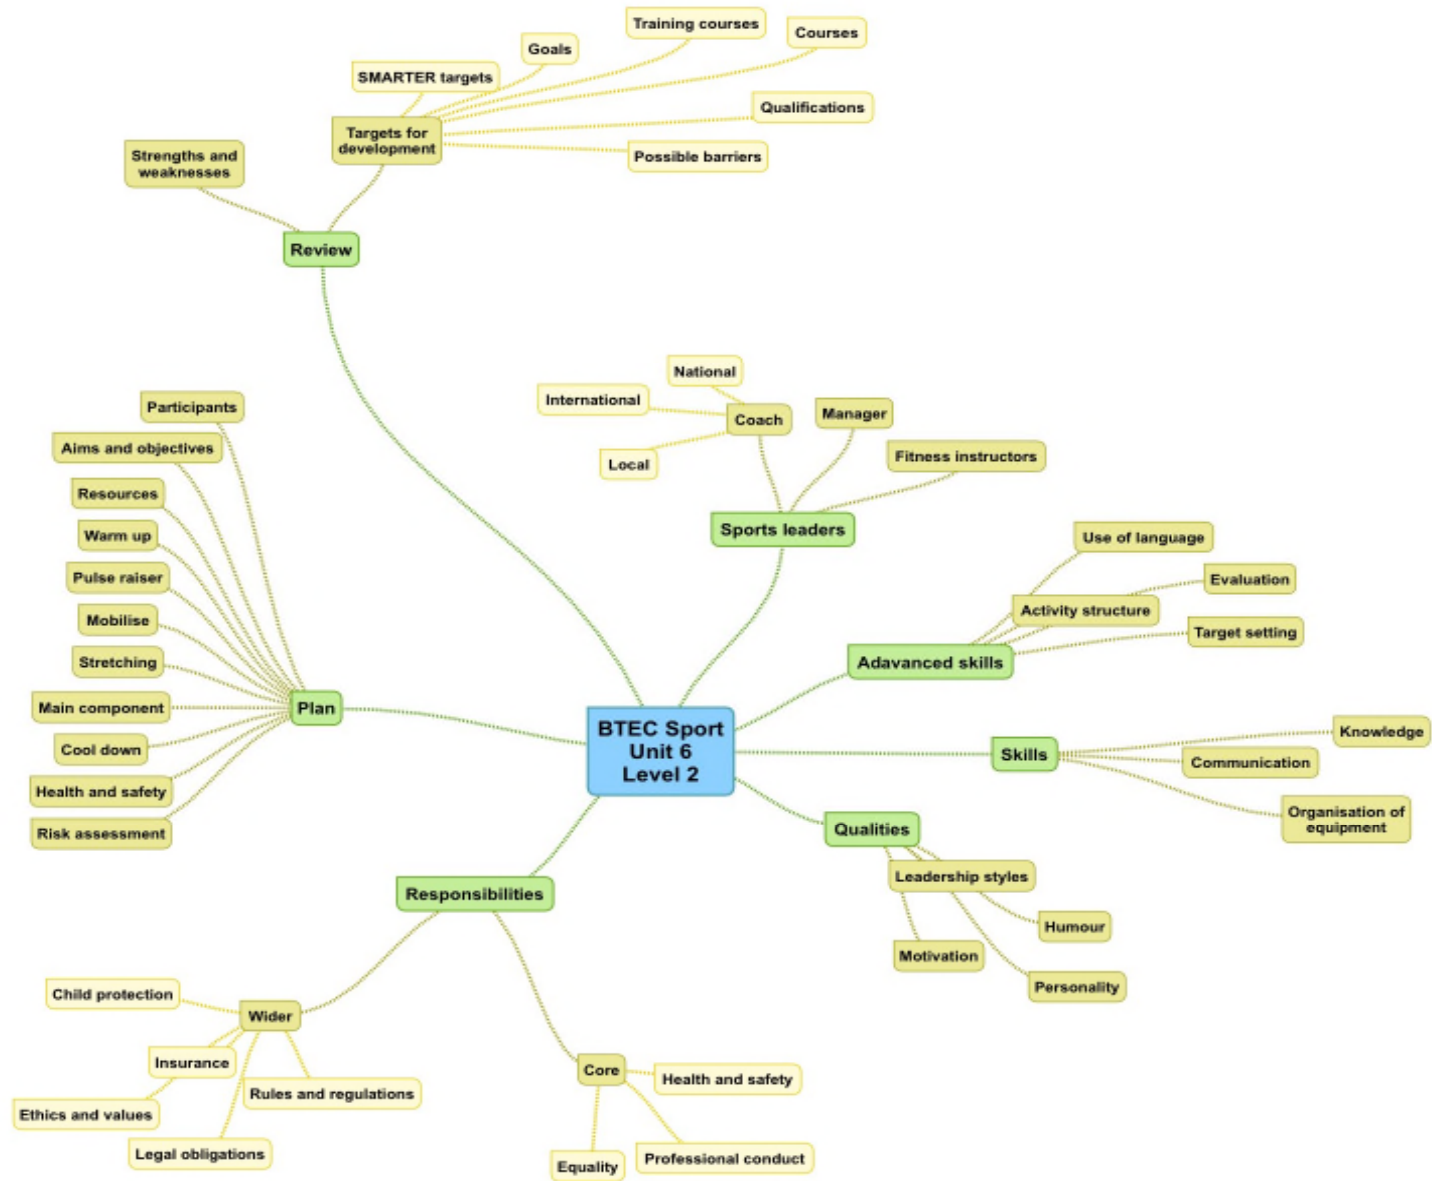 Training courses
Courses
Goals
SMARTER targets
Qualifications
Targets for
development
Possible barriers
Strengths and
weaknesses
Review
National
International
Coach
Manager
Local
Fitness instructors
Sports leaders
Participants
Aims and objectives
Resources
Warm up
Pulse raiser
Mobilise
Stretching
Main component
Cool down
Health and safety
Risk assessment
Plan
Use of language
Evaluation
Activity structure
Target setting
Adavanced skills
BTEC Sport
Unit 6
Level 2
Skills
Knowledge
Communication
Organisation of
equipment
Qualities
Leadership styles
Humour
Motivation
Personality
Responsibilities
Child protection
Wider
Insurance
Rules and regulations
Ethics and values
Legal obligations
Core
Health and safety
Equality
Professional conduct